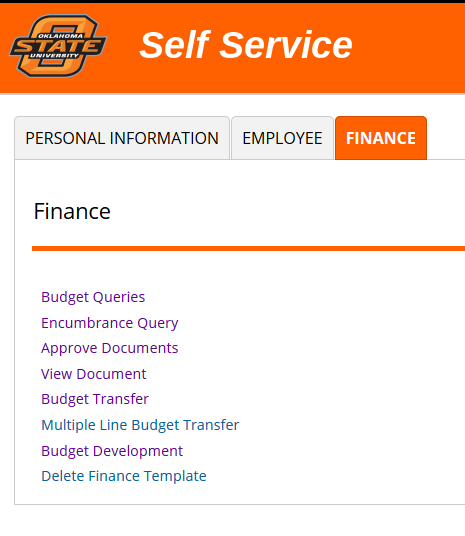 OKLAHOMA
STATE
UNIVERSITY
Self Service
PERSONAL INFORMATION EMPLOYEE FINANCE
Finance
Budget Queries
Encumbrance Query
Approve Documents
View Document
Budget Transfer
Multiple Line Budget Transfer
Budget Development
Delete Finance Template